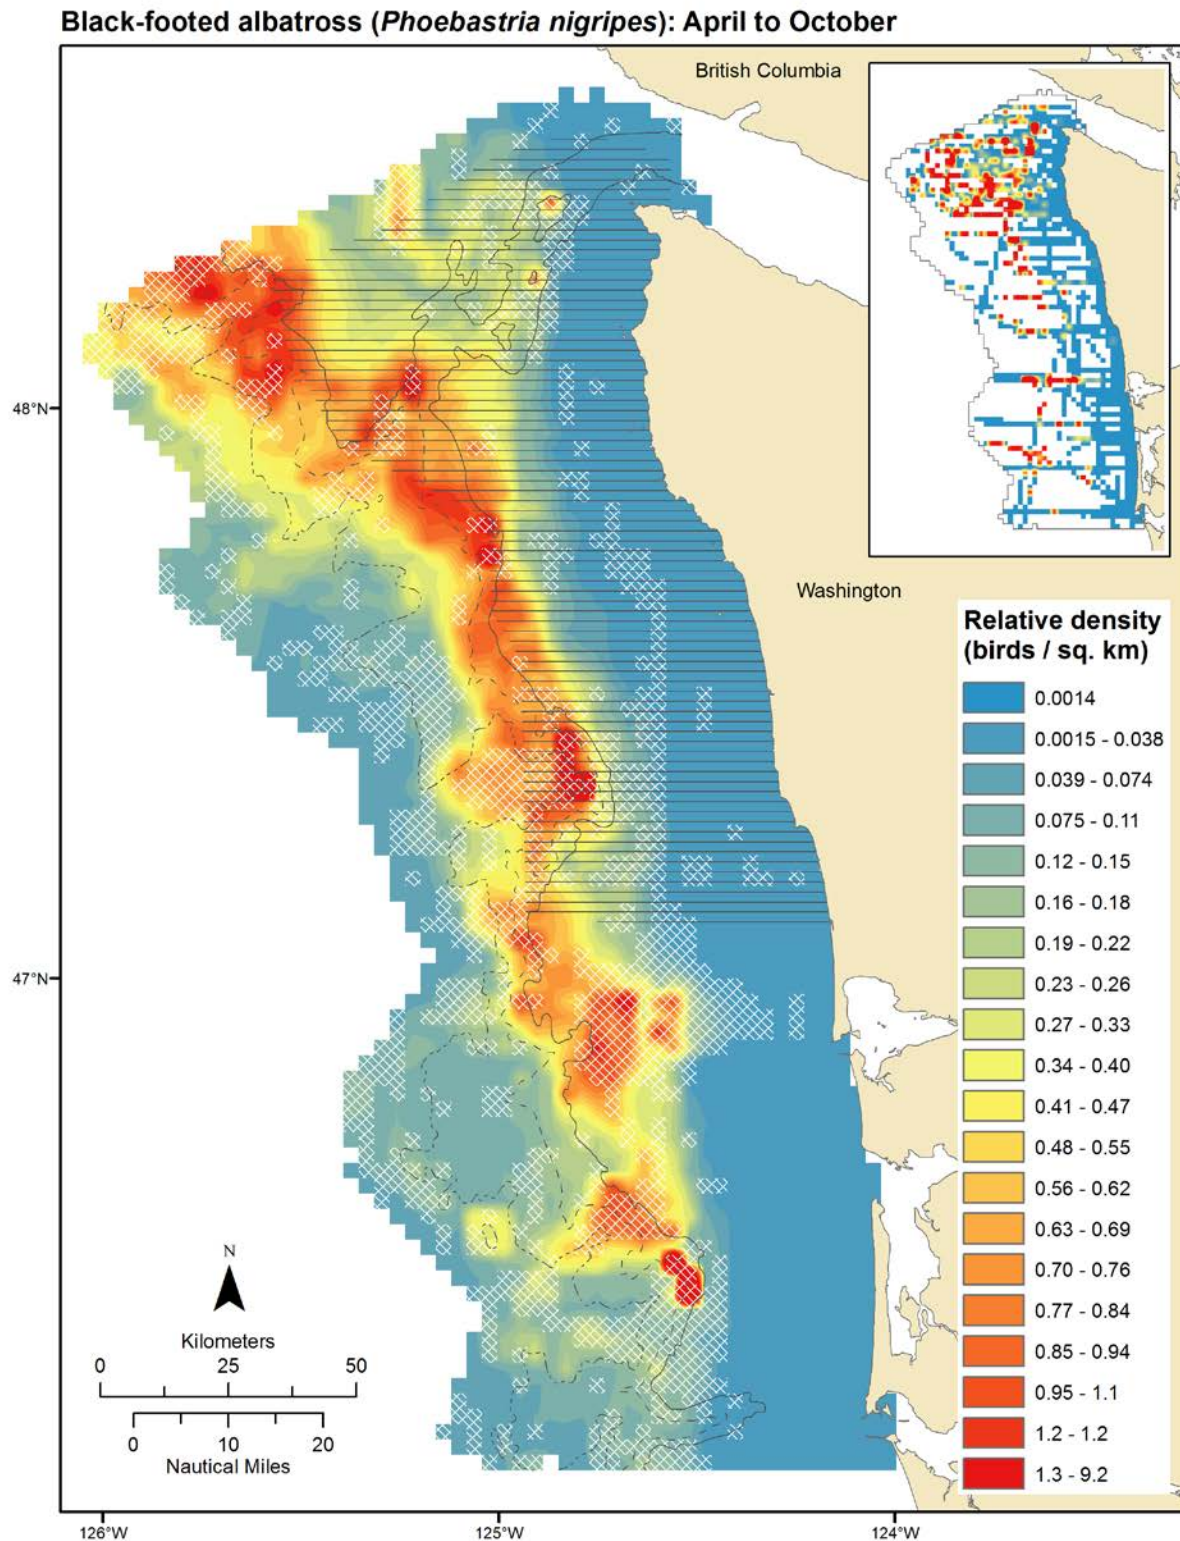 Black-footed albatross (Phoebastria nigripes): April to October
British Columbia
48°N
Washington
Relative density
(birds / sq. km)
0.0014
0.0015 - 0.038
0.039 - 0.074
0.075 - 0.11
0.12 - 0.15
0.16 - 0.18
0.19 - 0.22
0.23 - 0.26
0.27 - 0.33
0.34 - 0.40
0.41 - 0.47
0.48 - 0.55
0.56 - 0.62
0.63 - 0.69
0.70 - 0.76
0.77 - 0.84
0.85 - 0.94
0.95 - 1.1
1.2 - 1.2
1.3 - 9.2
47°N
N
Kilometers
0 25 50
0 10 20
Nautical Miles
126°W 125°W 124°W